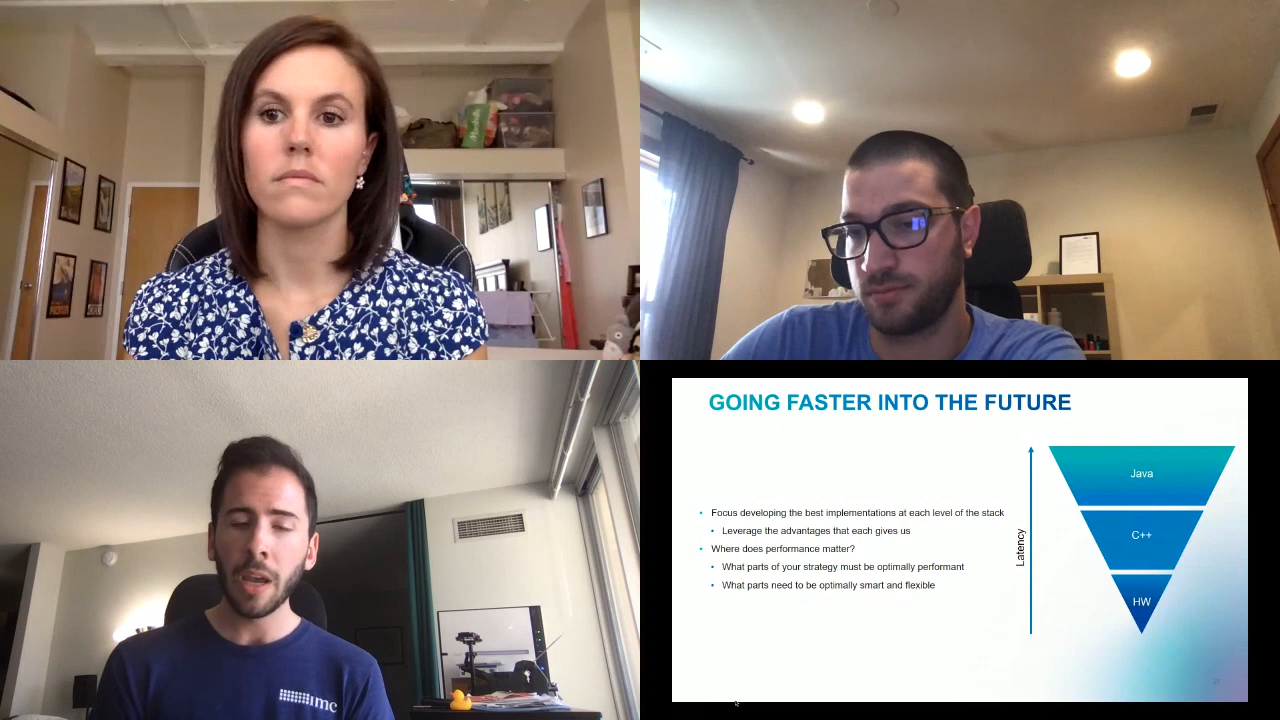 GOING FASTER INTO THE FUTURE
Focus developing the best implementations at each level of the stack
Leverage the advantages that each gives us
Where does performance matter?
What parts of your strategy must be optimally performant
What parts need to be optimally smart and flexible
Latency
Java
C++
HW
imc